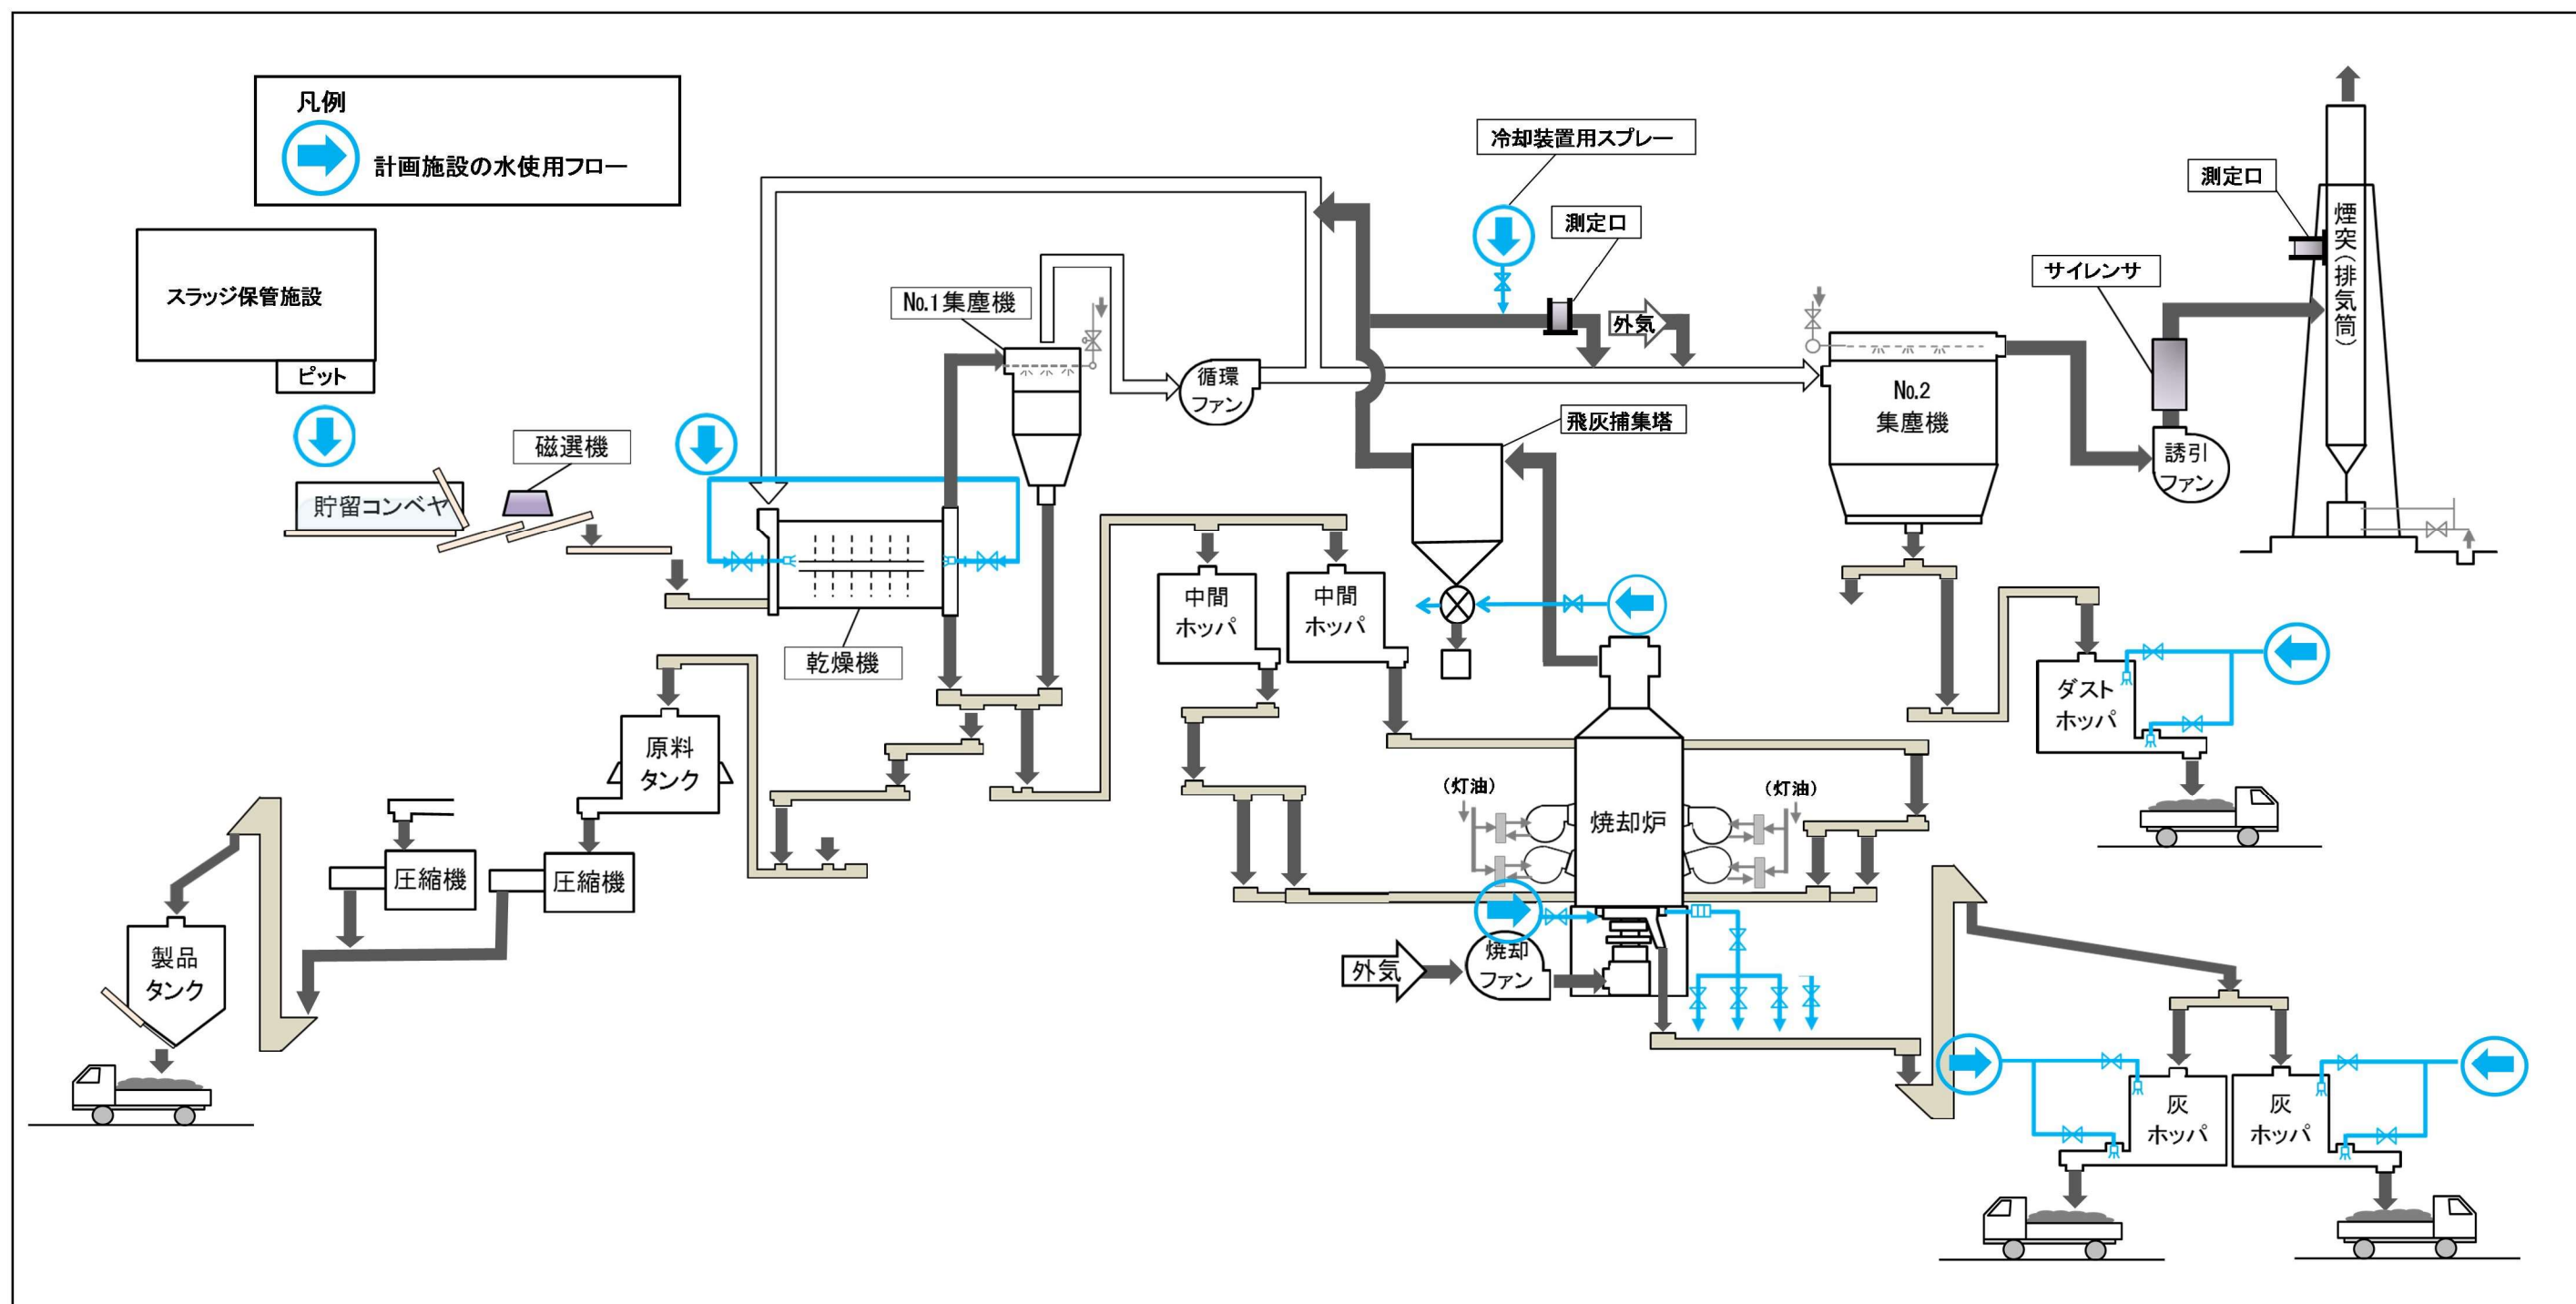 凡例
計画施設の水使用フロー
スラッジ保管施設
ピット
貯留コンベヤ
磁選機
No.1集塵機
乾燥機
循環
ファン
冷却装置用スプレー
測定口
外気
飛灰捕集塔
No.2
集塵機
サイレンサ
誘引
ファン
測定口
煙突(排気筒)
中間
ホッパ
中間
ホッパ
ダスト
ホッパ
原料
タンク
圧縮機
圧縮機
製品
タンク
(灯油)
(灯油)
焼却炉
外気
焼却
ファン
灰
ホッパ
灰
ホッパ